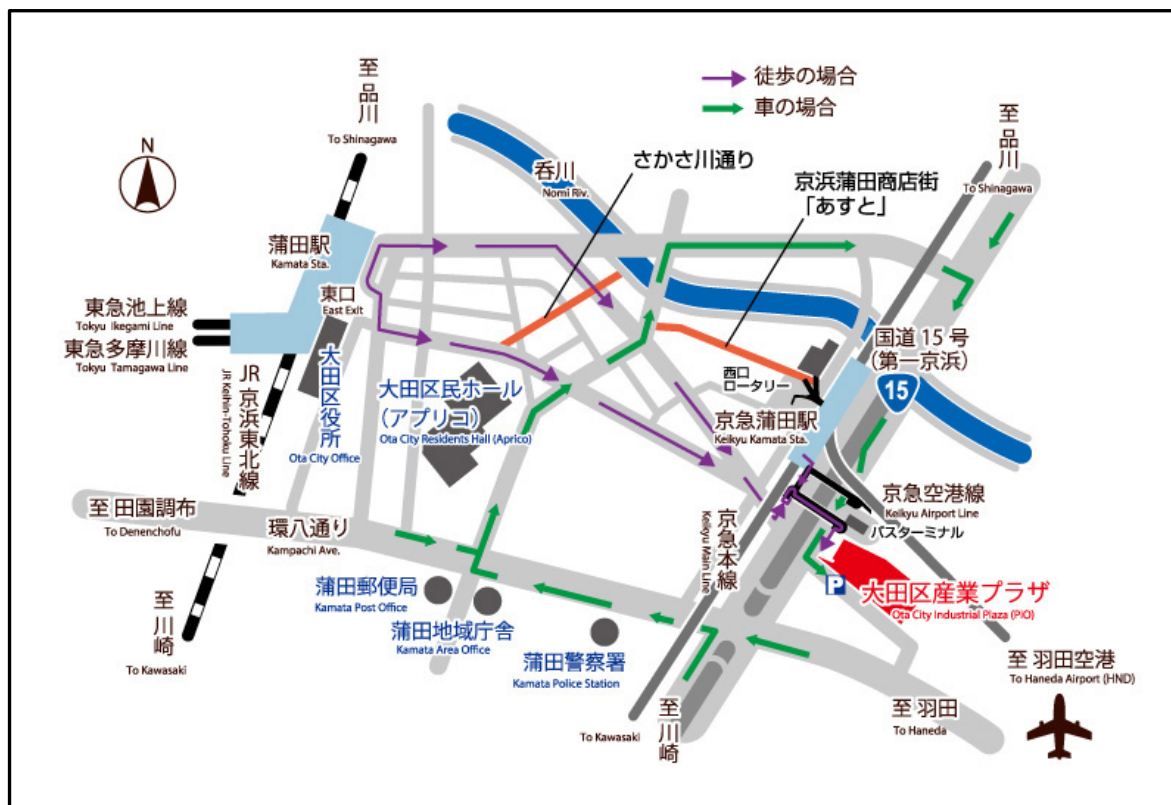 徒歩の場合
車の場合
N
至 品川
To Shinagawa
至 品川
To Shinagawa
さかさ川通り
呑川
Nomi Riv.
京浜蒲田商店街
「あすと」
蒲田駅
Kamata Sta.
東口
East Exit
東急池上線
Tokyu Ikegami Line
東急多摩川線
Tokyu Tamagawa Line
JR 京浜東北線
JR Keihin-Tohoku Line
大田区役所
Ota City Office
大田区民ホール
（アプリコ）
Ota City Residents Hall (Aprico)
国道 15 号
（第一京浜）
15
西口
ロータリー
京急蒲田駅
Keikyu Kamata Sta.
京急空港線
Keikyu Airport Line
バスターミナル
京急本線
Keikyu Main Line
至 田園調布
To Denenchofu
環八通り
Kampachi Ave.
P
大田区産業プラザ
Ota City Industrial Plaza (PIO)
蒲田郵便局
Kamata Post Office
蒲田地域庁舎
Kamata Area Office
蒲田警察署
Kamata Police Station
至 川崎
To Kawasaki
至 川崎
To Kawasaki
至 羽田
To Haneda
至 羽田空港
To Haneda Airport (HND)